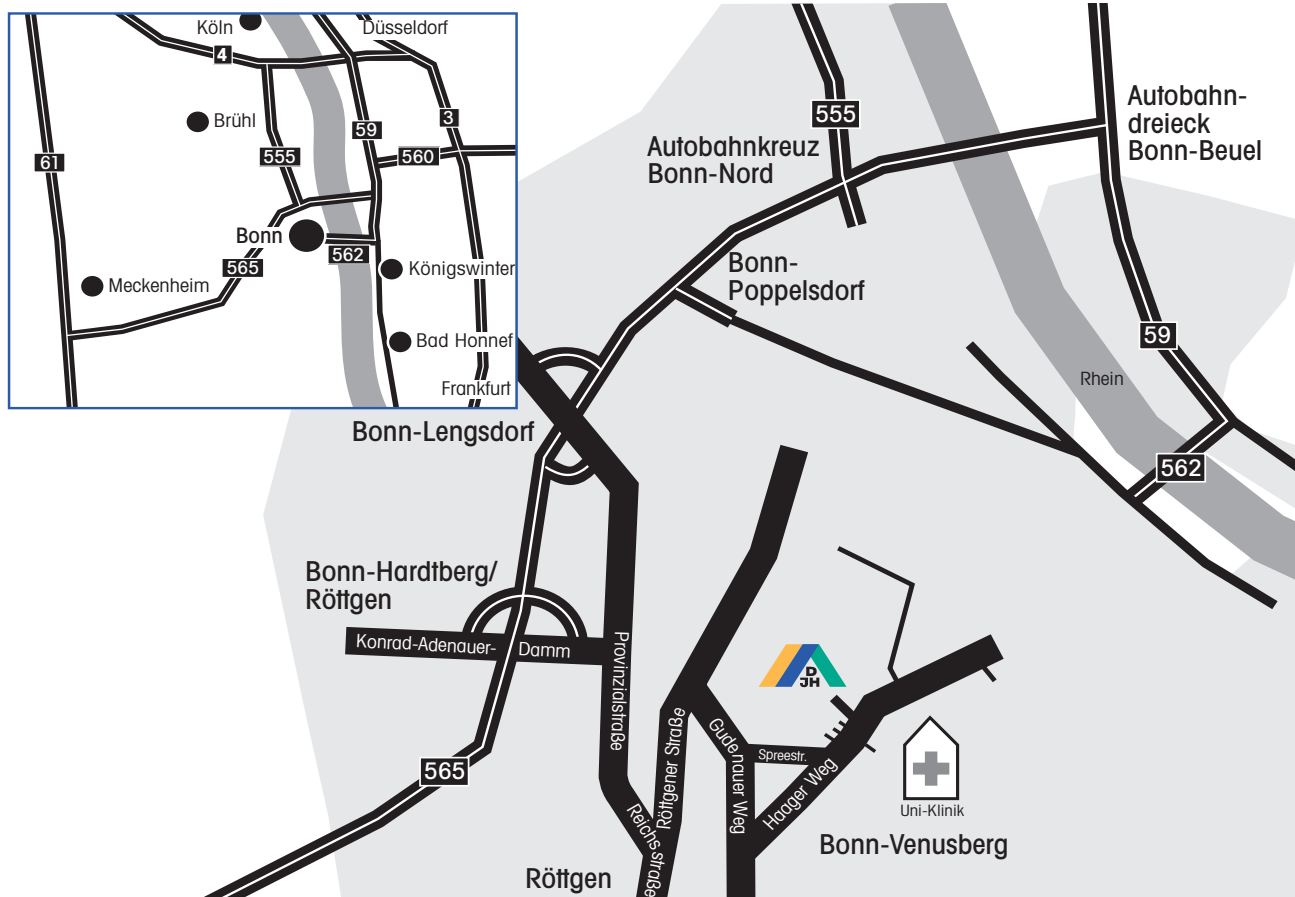 Köln
Düsseldorf
4
Brühl
3
59
61
555
560
Bonn
562
565
Königswinter
Meckenheim
Bad Honnef
Frankfurt
555
Autobahnkreuz
Bonn-Nord
Autobahn-
dreieck
Bonn-Beuel
Bonn-
Poppelsdorf
59
Rhein
Bonn-Lengsdorf
562
Bonn-Hardtberg/
Röttgen
Konrad-Adenauer-
Damm
Provinzialstraße
D
JH
Röttgener Straße
Gudenauer Weg
Spreestr.
Haager Weg
565
Reichsstraße
Uni-Klinik
Bonn-Venusberg
Röttgen